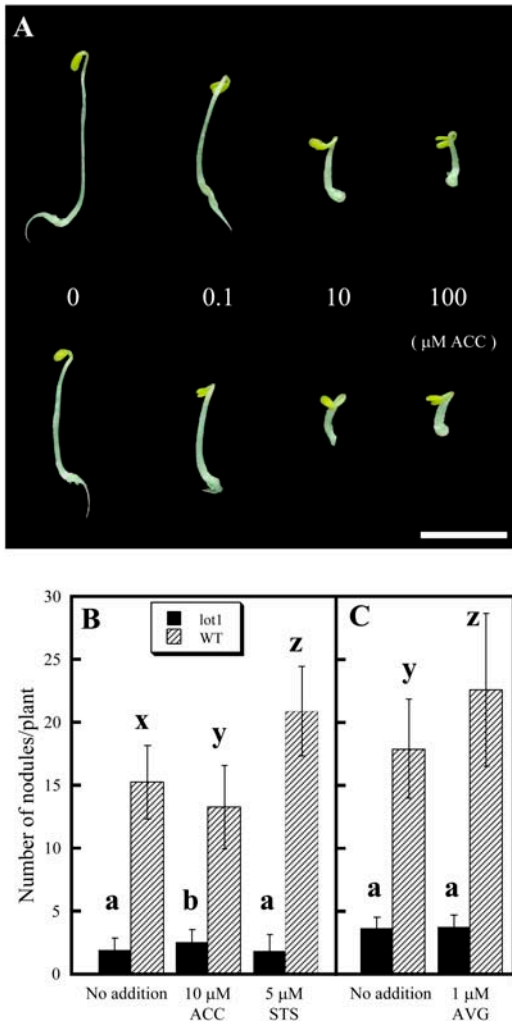 A
0 0.1 10 100
( μM ACC )
B
C
lot1
WT
Number of nodules/plant
30
25
20
15
10
5
0
a x b y a z
a y a z
No addition 10 μM ACC 5 μM STS No addition 1 μM AVG